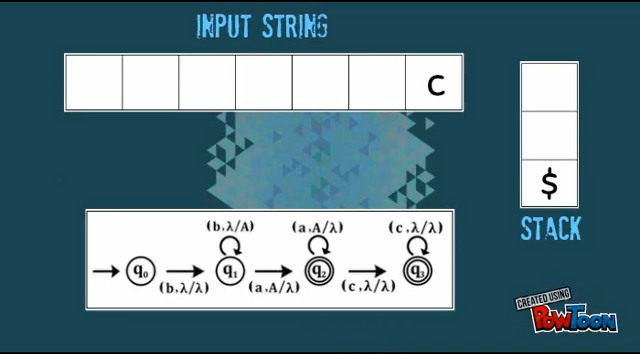 INPUT STRING
C
$
STACK
(b,λ/A) (a,A/λ) (c,λ/λ)
q₀ q₁ q₂ q₃
(b,λ/λ) (a,A/λ) (c,λ/λ)
CREATED USING
POWTOON